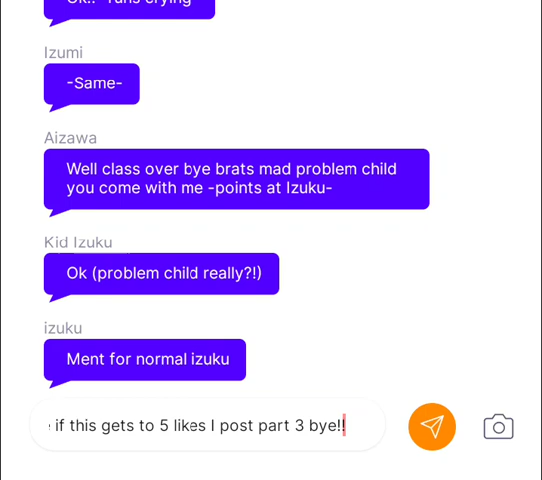 Izumi
-Same-
Aizawa
Well class over bye brats mad problem child
you come with me -points at Izuku-
Kid Izuku
Ok (problem child really?!)
izuku
Ment for normal izuku
if this gets to 5 likes I post part 3 bye!!